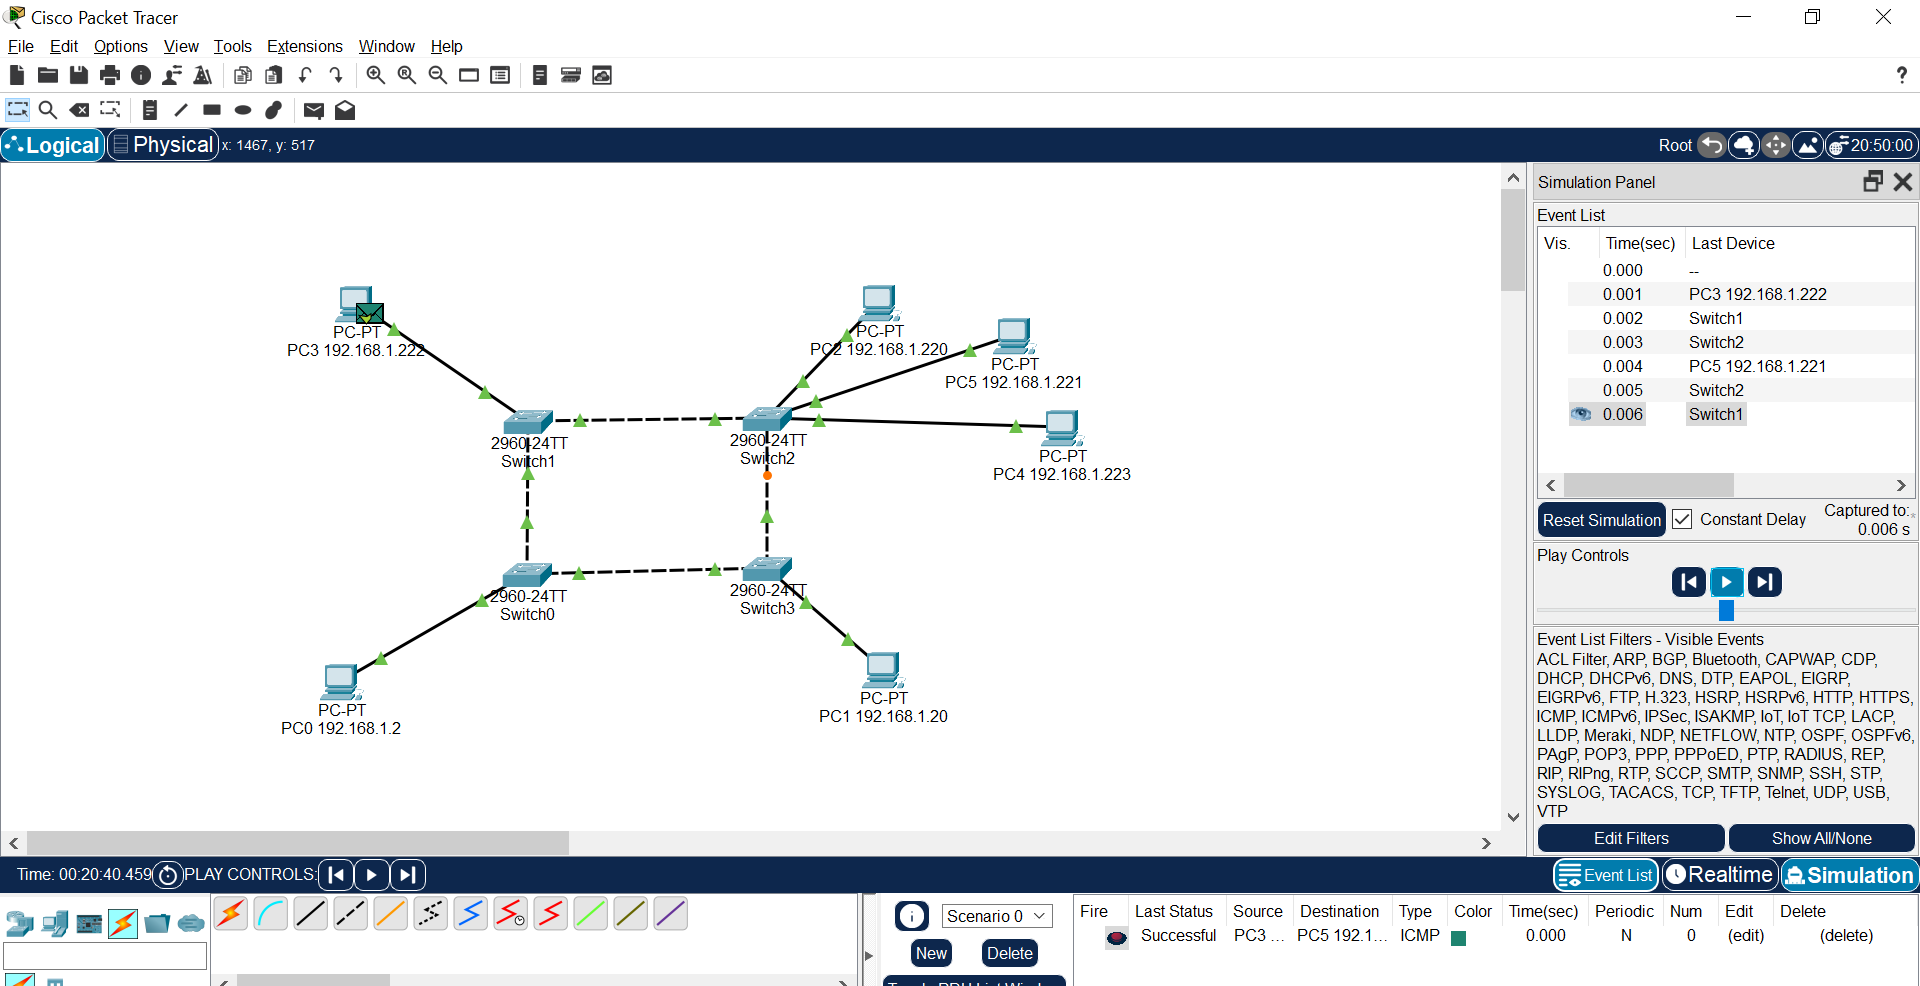 Cisco Packet Tracer
File Edit Options View Tools Extensions Window Help
?
Logical Physical x: 1467, y: 517 Root 20:50:00
Simulation Panel
Event List
Vis. Time(sec) Last Device
0.000 --
0.001 PC3 192.168.1.222
0.002 Switch1
0.003 Switch2
0.004 PC5 192.168.1.221
0.005 Switch2
0.006 Switch1
Reset Simulation Constant Delay Captured to:
0.006 s
Play Controls
Event List Filters - Visible Events
ACL Filter, ARP, BGP, Bluetooth, CAPWAP, CDP,
DHCP, DHCPv6, DNS, DTP, EAPOL, EIGRP,
EIGRPv6, FTP, H.323, HSRP, HSRPv6, HTTP, HTTPS,
ICMP, ICMPv6, IPSec, ISAKMP, IoT, IoT TCP, LACP,
LLDP, Meraki, NDP, NETFLOW, NTP, OSPF, OSPFv6,
PAgP, POP3, PPP, PPPoED, PTP, RADIUS, REP,
RIP, RIPng, RTP, SCCP, SMTP, SNMP, SSH, STP,
SYSLOG, TACACS, TCP, TFTP, Telnet, UDP, USB,
VTP
Edit Filters Show All/None
PC-PT
PC3 192.168.1.222
PC-PT
PC2 192.168.1.220
PC-PT
PC5 192.168.1.221
PC-PT
PC4 192.168.1.223
2960-24TT
Switch1
2960-24TT
Switch2
2960-24TT
Switch0
2960-24TT
Switch3
PC-PT
PC0 192.168.1.2
PC-PT
PC1 192.168.1.20
Time: 00:20:40.459 PLAY CONTROLS: Event List Realtime Simulation
Scenario 0
New Delete
Fire Last Status Source Destination Type Color Time(sec) Periodic Num Edit Delete
Successful PC3 ... PC5 192.1... ICMP 0.000 N 0 (edit) (delete)